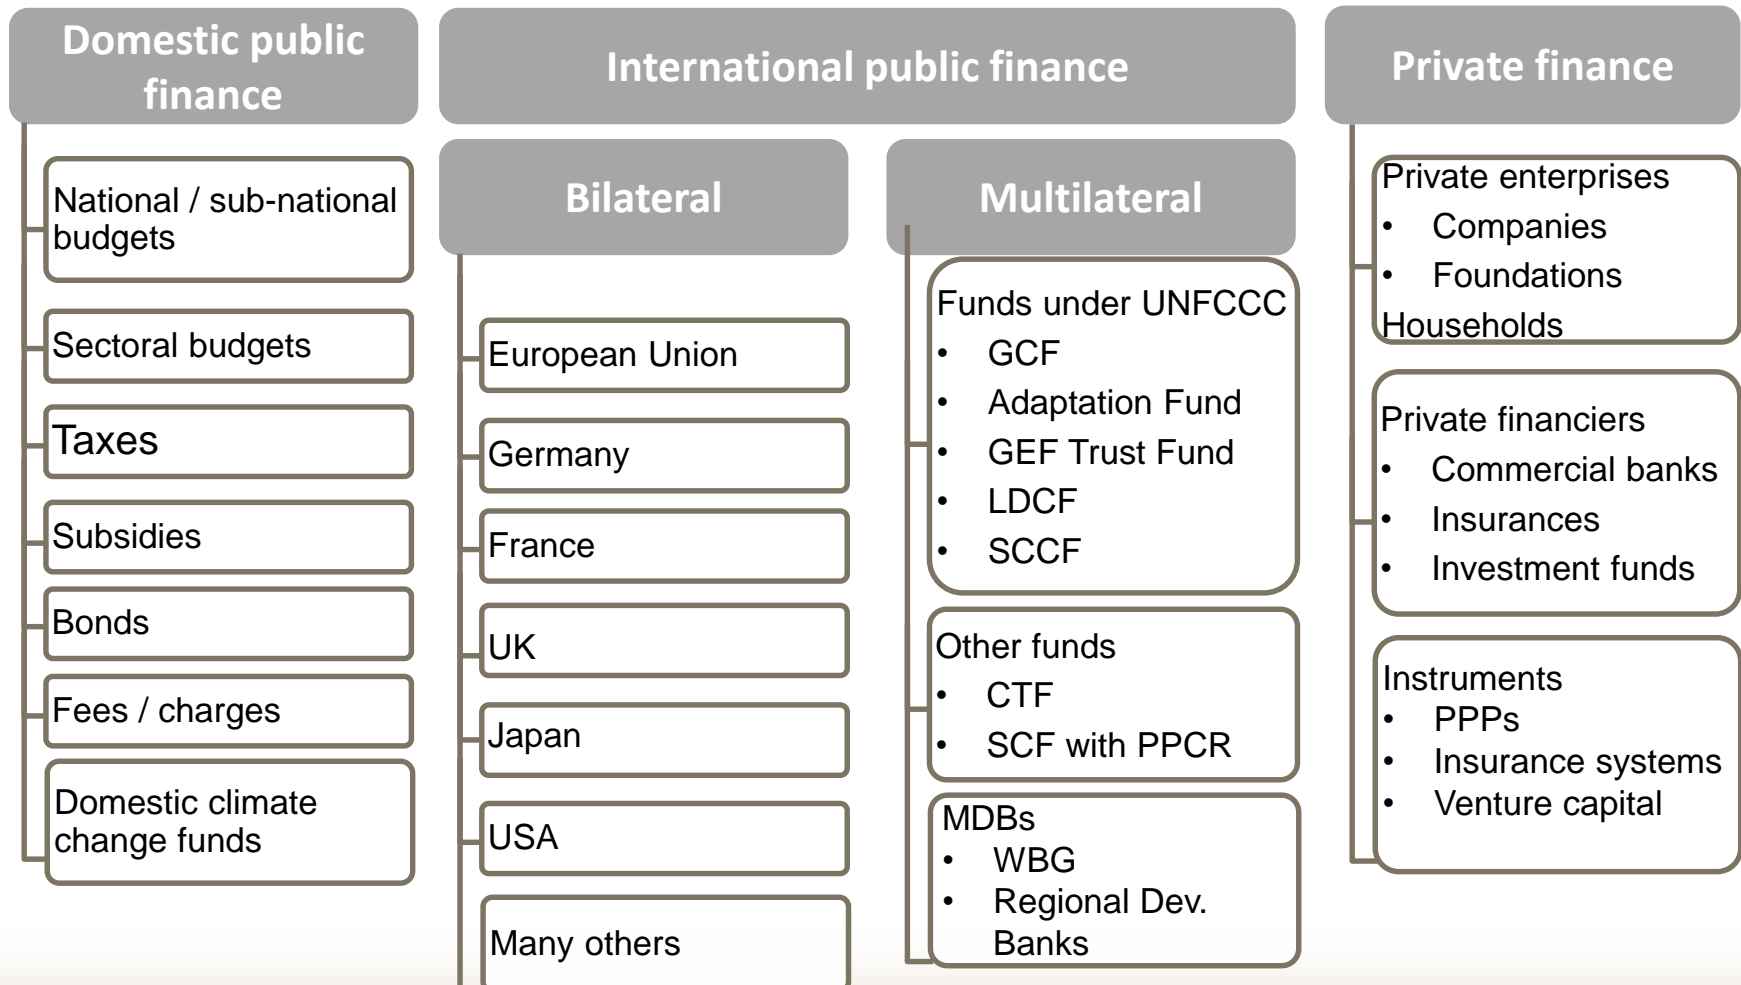 Domestic public
finance
National / sub-national
budgets
Sectoral budgets
Taxes
Subsidies
Bonds
Fees / charges
Domestic climate
change funds
International public finance
Bilateral
European Union
Germany
France
UK
Japan
USA
Many others
Multilateral
Funds under UNFCCC
• GCF
• Adaptation Fund
• GEF Trust Fund
• LDCF
• SCCF
Other funds
• CTF
• SCF with PPCR
MDBs
• WBG
• Regional Dev.
Banks
Private finance
Private enterprises
• Companies
• Foundations
Households
Private financiers
• Commercial banks
• Insurances
• Investment funds
Instruments
• PPPs
• Insurance systems
• Venture capital